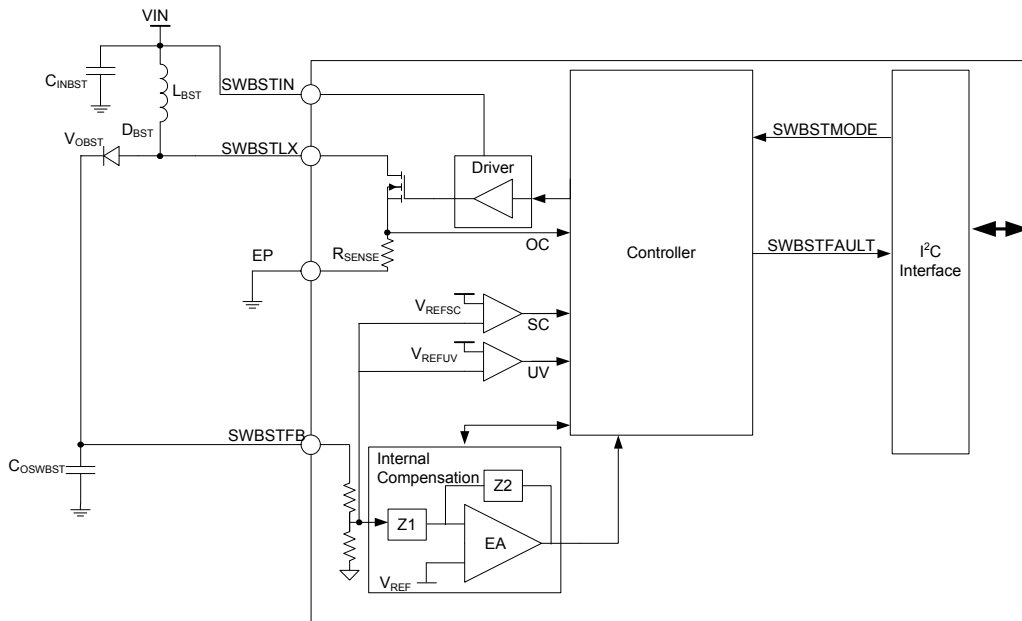 VIN
CINBST
LBST
SWBSTIN
DBST
VOBST
SWBSTLX
Driver
SWBSTMODE
OC
Controller
SWBSTFAULT
I2C
Interface
EP
RSENSE
VREFSC
SC
VREFUV
UV
SWBSTFB
COSWBST
Internal
Compensation
Z2
Z1
EA
VREF